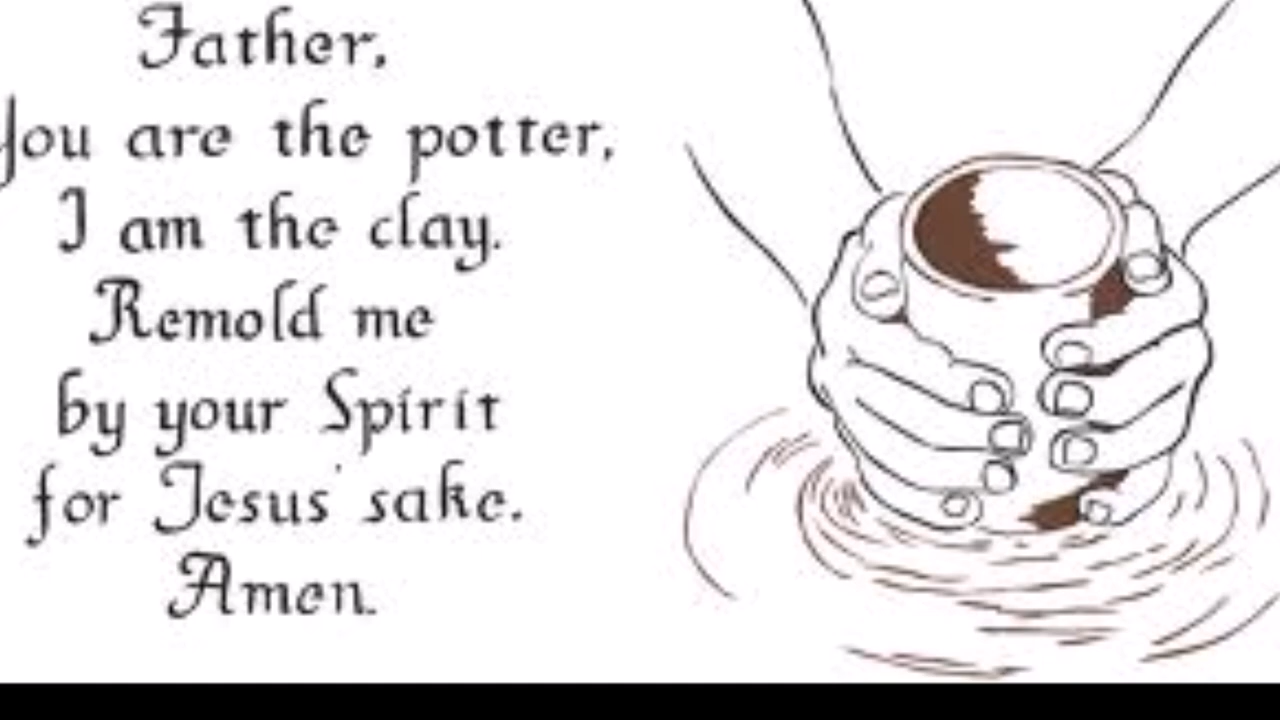 Father,
You are the potter,
I am the clay.
Remold me
by your Spirit
for Jesus' sake.
Amen.